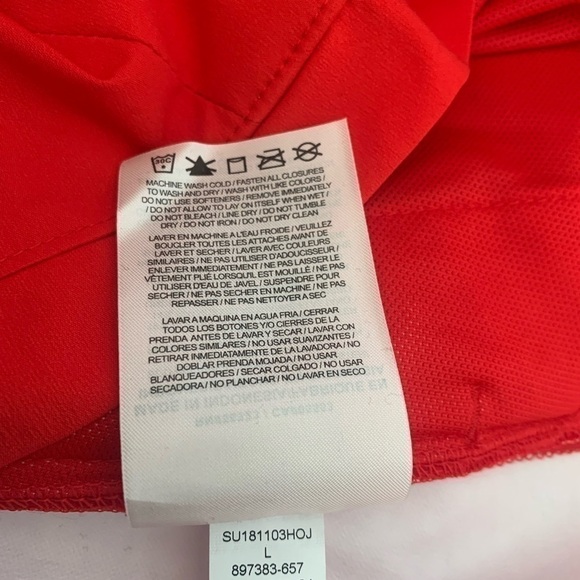 30C
MACHINE WASH COLD / FASTEN ALL CLOSURES
TO WASH AND DRY / WASH WITH LIKE COLORS /
DO NOT USE SOFTENERS / REMOVE IMMEDIATELY
/ DO NOT ALLOW TO LAY ON ITSELF WHEN WET /
DO NOT BLEACH / LINE DRY / DO NOT TUMBLE
DRY / DO NOT IRON / DO NOT DRY CLEAN
LAVER EN MACHINE A L'EAU FROIDE / VEUILLEZ
BOUCLER TOUTES LES ATTACHES AVANT DE
LAVER ET SECHER / LAVER AVEC COULEURS
SIMILAIRES / NE PAS UTILISER D'ADOUCISSEUR /
ENLEVER IMMEDIATEMENT / NE PAS LAISSER LE
VÊTEMENT PLIÉ LORSQU'IL EST MOUILLÉ / NE PAS
UTILISER D'EAU DE JAVEL / SUSPENDRE POUR
SECHER / NE PAS SECHER EN MACHINE / NE PAS
REPASSER / NE PAS NETTOYER A SEC
LAVAR A MAQUINA EN AGUA FRIA / CERRAR
TODOS LOS BOTONES Y/O CIERRES DE LA
PRENDA ANTES DE LAVAR Y SECAR / LAVAR CON
COLORES SIMILARES / NO USAR SUAVIZANTES /
RETIRAR INMEDIATAMENTE DE LA LAVADORA / NO
DOBLAR PRENDA MOJADA / NO USAR
BLANQUEADORES / SECAR COLGADO / NO USAR
SECADORA / NO PLANCHAR / NO LAVAR EN SECO
MADE IN INDONESIA/FABRIQUE EN
SU181103HOJ
L
897383-657